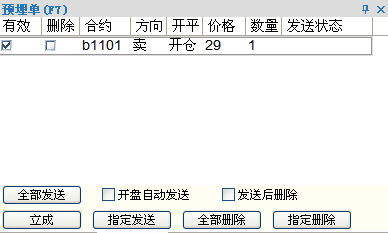 预埋单(F7)
有效 删除 合约 方向 开平 价格 数量 发送状态
b1101 卖 开仓 29 1
全部发送 开盘自动发送 发送后删除
立成 指定发送 全部删除 指定删除